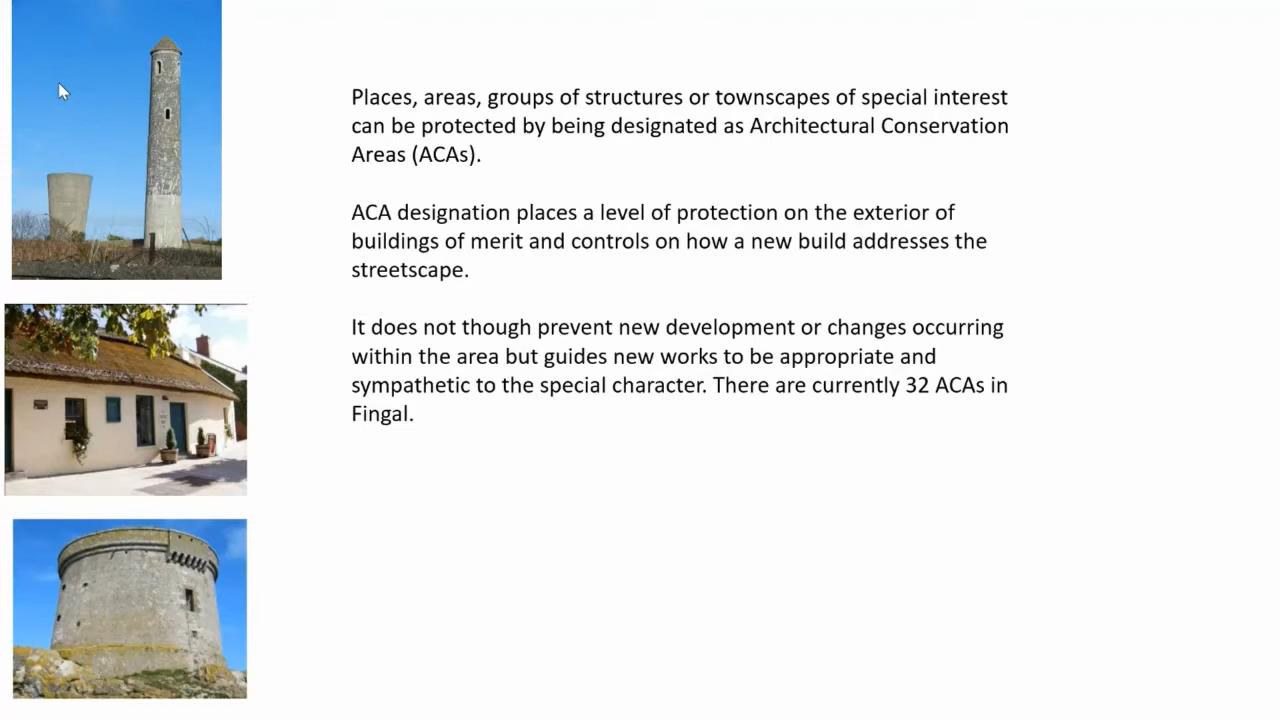 Places, areas, groups of structures or townscapes of special interest
can be protected by being designated as Architectural Conservation
Areas (ACAs).
ACA designation places a level of protection on the exterior of
buildings of merit and controls on how a new build addresses the
streetscape.
It does not though prevent new development or changes occurring
within the area but guides new works to be appropriate and
sympathetic to the special character. There are currently 32 ACAs in
Fingal.